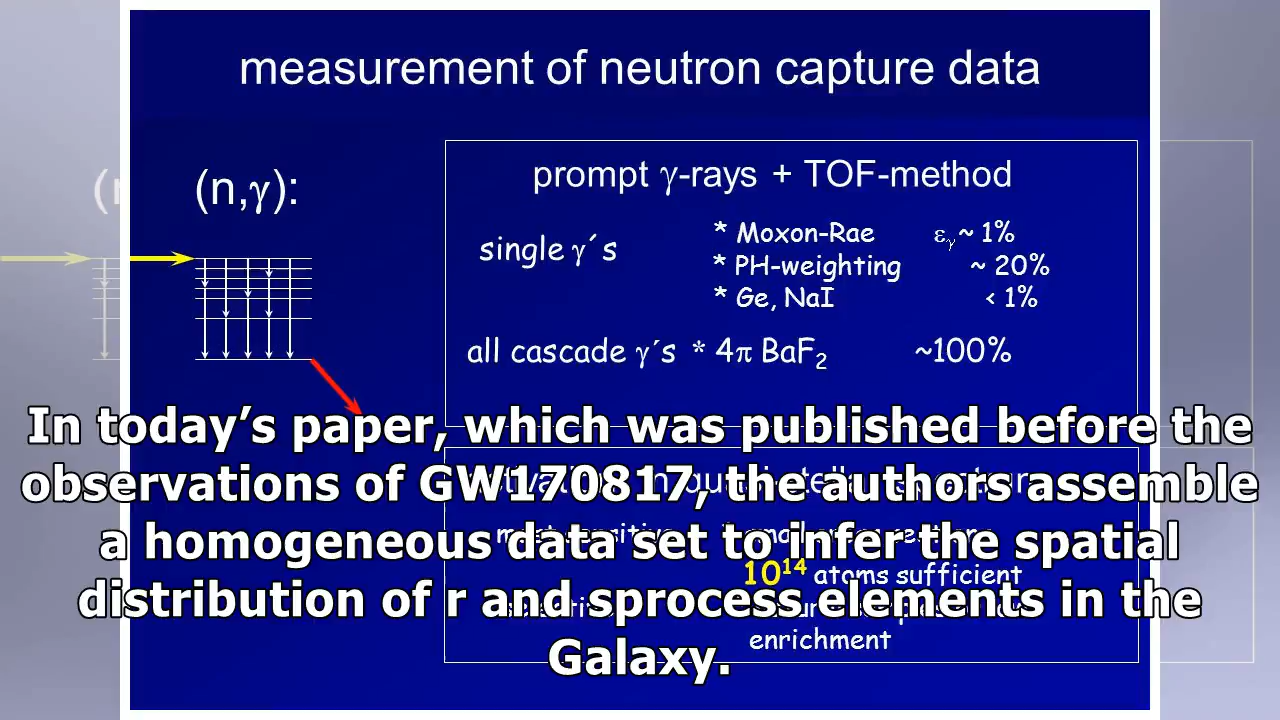 measurement of neutron capture data
(n,γ):
prompt γ-rays + TOF-method
single γ´s
* Moxon-Rae εγ ~ 1%
* PH-weighting ~ 20%
* Ge, NaI < 1%
all cascade γ´s * 4π BaF2 ~100%
In today’s paper, which was published before the
observations of GW170817, the authors assemble
a homogeneous data set to infer the spatial
10¹⁴ atoms sufficient
distribution of r and sprocess elements in the
enrichment
Galaxy.